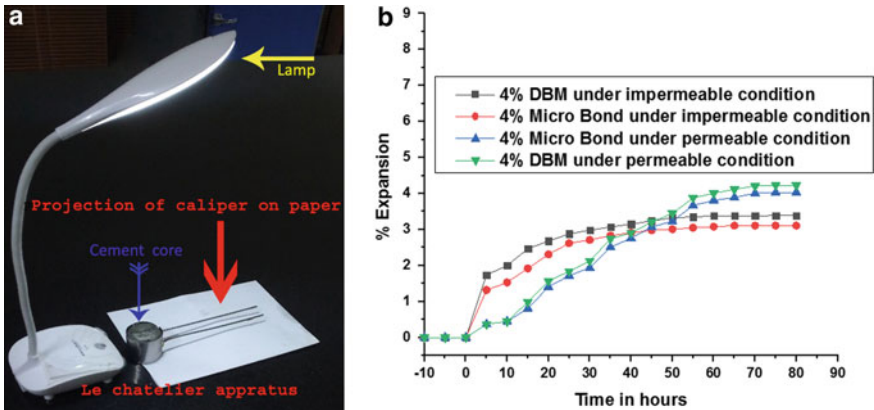 a
Lamp
Projection of caliper on paper
Cement core
Le chatelier appratus
b
9
8
7
6
5
4
3
2
1
0
% Expansion
4% DBM under impermeable condition
4% Micro Bond under impermeable condition
4% Micro Bond under permeable condition
4% DBM under permeable condition
-10 0 10 20 30 40 50 60 70 80 90
Time in hours